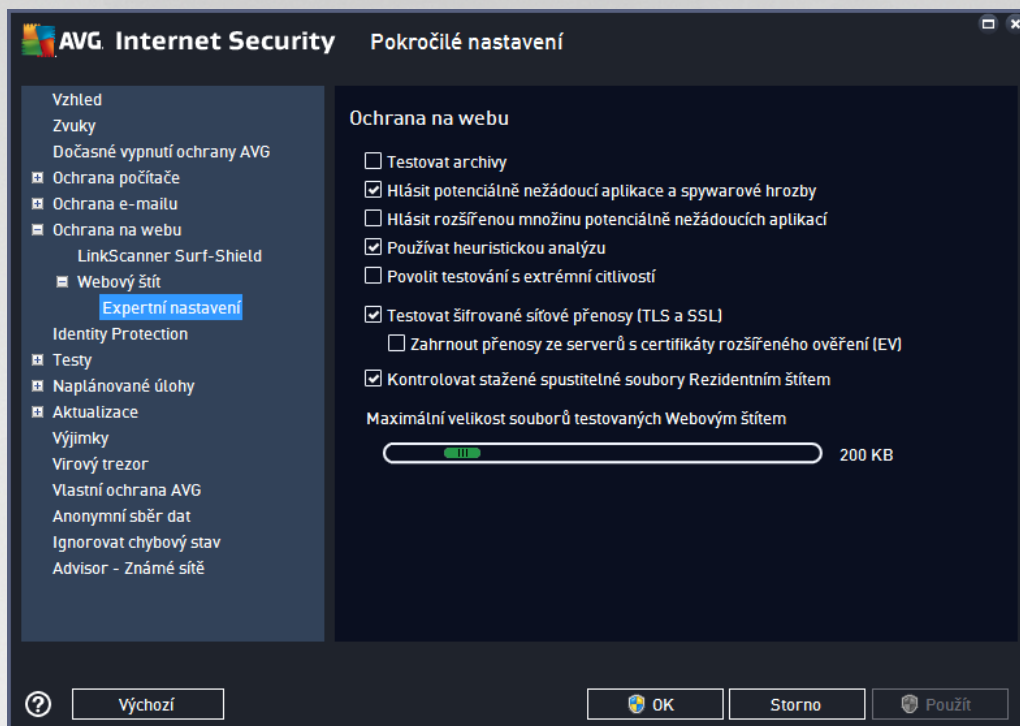 AVG. Internet Security Pokročilé nastavení
Vzhled
Zvuky
Dočasné vypnutí ochrany AVG
Ochrana počítače
Ochrana e-mailu
Ochrana na webu
LinkScanner Surf-Shield
Webový štít
Expertní nastavení
Identity Protection
Testy
Naplánované úlohy
Aktualizace
Výjimky
Virový trezor
Vlastní ochrana AVG
Anonymní sběr dat
Ignorovat chybový stav
Advisor - Známé sítě
Ochrana na webu
Testovat archivy
Hlásit potenciálně nežádoucí aplikace a spywarové hrozby
Hlásit rozšířenou množinu potenciálně nežádoucích aplikací
Používat heuristickou analýzu
Povolit testování s extrémní citlivostí
Testovat šifrované síťové přenosy (TLS a SSL)
Zahrnout přenosy ze serverů s certifikáty rozšířeného ověření (EV)
Kontrolovat stažené spustitelné soubory Rezidentním štítem
Maximální velikost souborů testovaných Webovým štítem
200 KB
? Výchozí OK Storno Použít